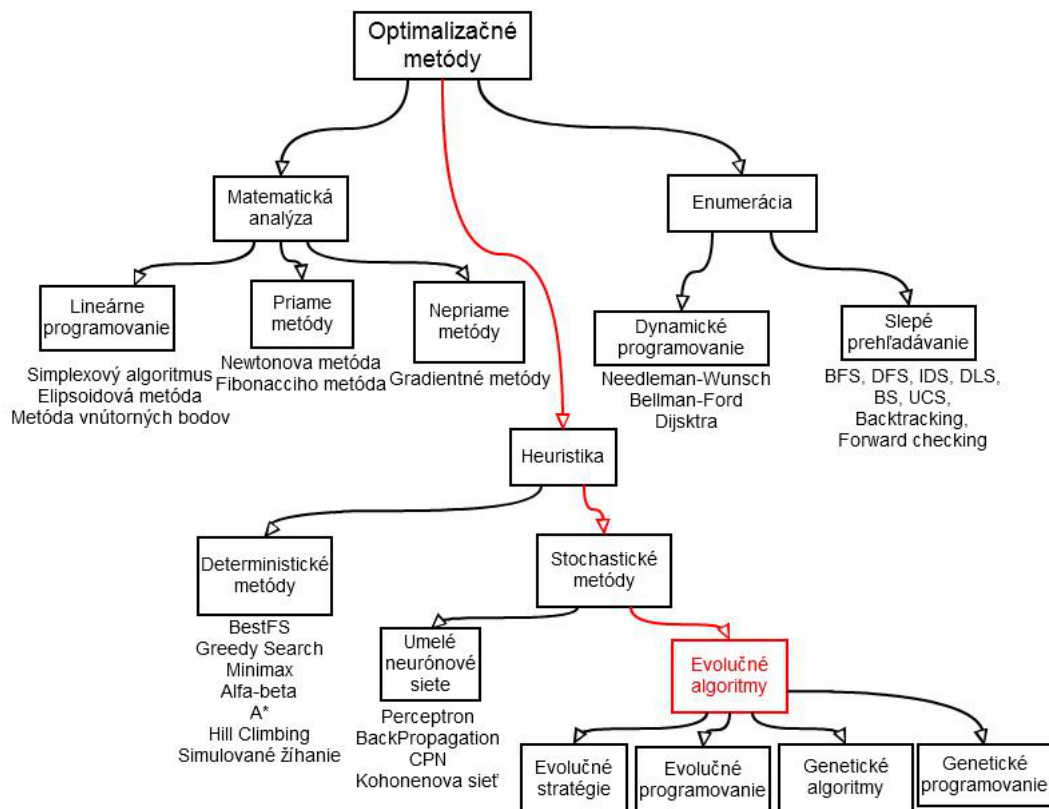 Optimalizačné
metódy
Matematická
analýza
Enumerácia
Lineárne
programovanie
Simplexový algoritmus
Elipsoidová metóda
Metóda vnútorných bodov
Priame
metódy
Newtonova metóda
Fibonacciho metóda
Nepriame
metódy
Gradientné metódy
Dynamické
programovanie
Needleman-Wunsch
Bellman-Ford
Dijsktra
Slepé
prehľadávanie
BFS, DFS, IDS, DLS,
BS, UCS,
Backtracking,
Forward checking
Heuristika
Deterministické
metódy
BestFS
Greedy Search
Minimax
Alfa-beta
A*
Hill Climbing
Simulované žíhanie
Stochastické
metódy
Umelé
neurónové
siete
Perceptron
BackPropagation
CPN
Kohonenova sieť
Evolučné
algoritmy
Evolučné
stratégie
Evolučné
programovanie
Genetické
algoritmy
Genetické
programovanie